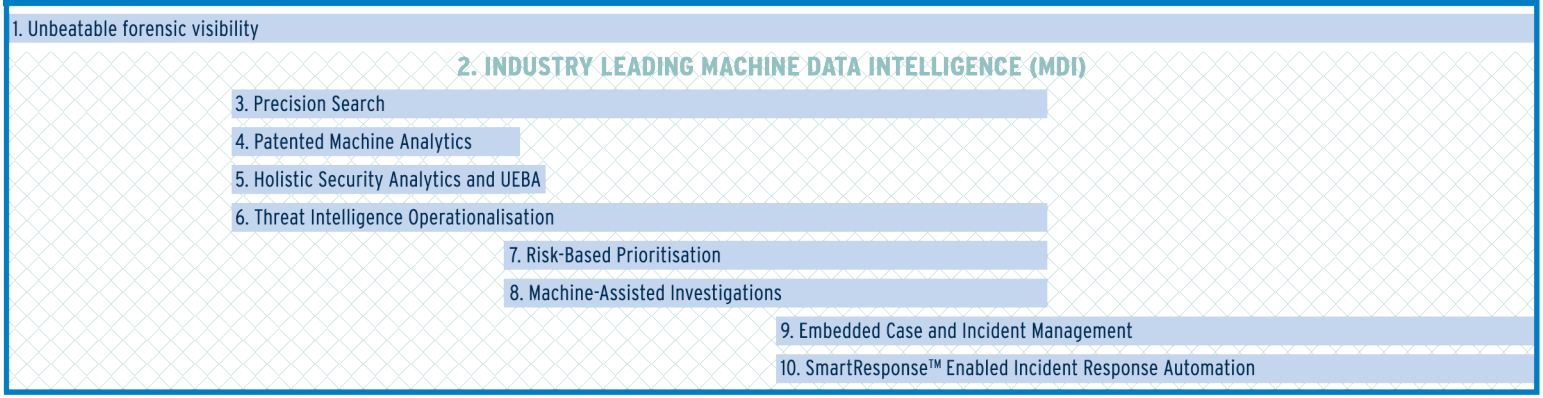 1. Unbeatable forensic visibility
2. INDUSTRY LEADING MACHINE DATA INTELLIGENCE (MDI)
3. Precision Search
4. Patented Machine Analytics
5. Holistic Security Analytics and UEBA
6. Threat Intelligence Operationalisation
7. Risk-Based Prioritisation
8. Machine-Assisted Investigations
9. Embedded Case and Incident Management
10. SmartResponse™ Enabled Incident Response Automation